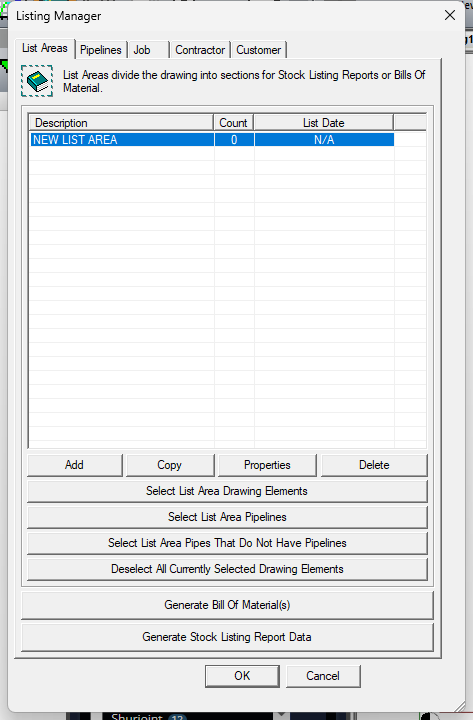 Listing Manager
List Areas Pipelines Job Contractor Customer
List Areas divide the drawing into sections for Stock Listing Reports or Bills Of
Material.
Description Count List Date
NEW LIST AREA 0 N/A
Add Copy Properties Delete
Select List Area Drawing Elements
Select List Area Pipelines
Select List Area Pipes That Do Not Have Pipelines
Deselect All Currently Selected Drawing Elements
Generate Bill Of Material(s)
Generate Stock Listing Report Data
OK Cancel
Shurjoint 12